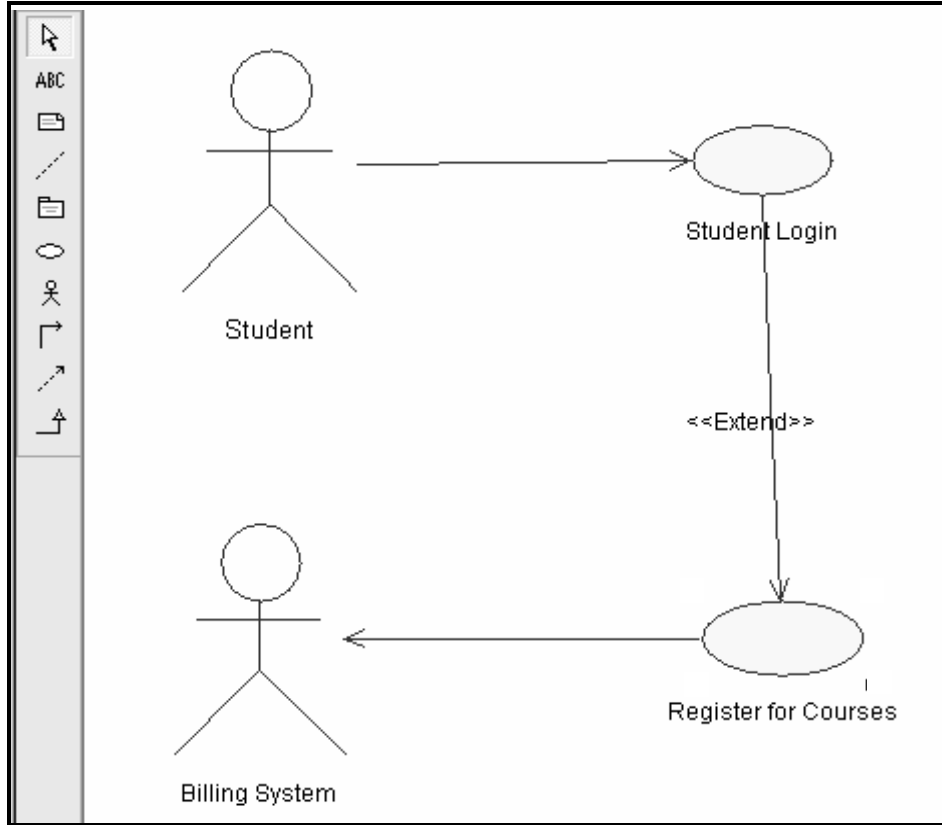 ABC
Student Login
Student
<<Extend>>
Register for Courses
Billing System